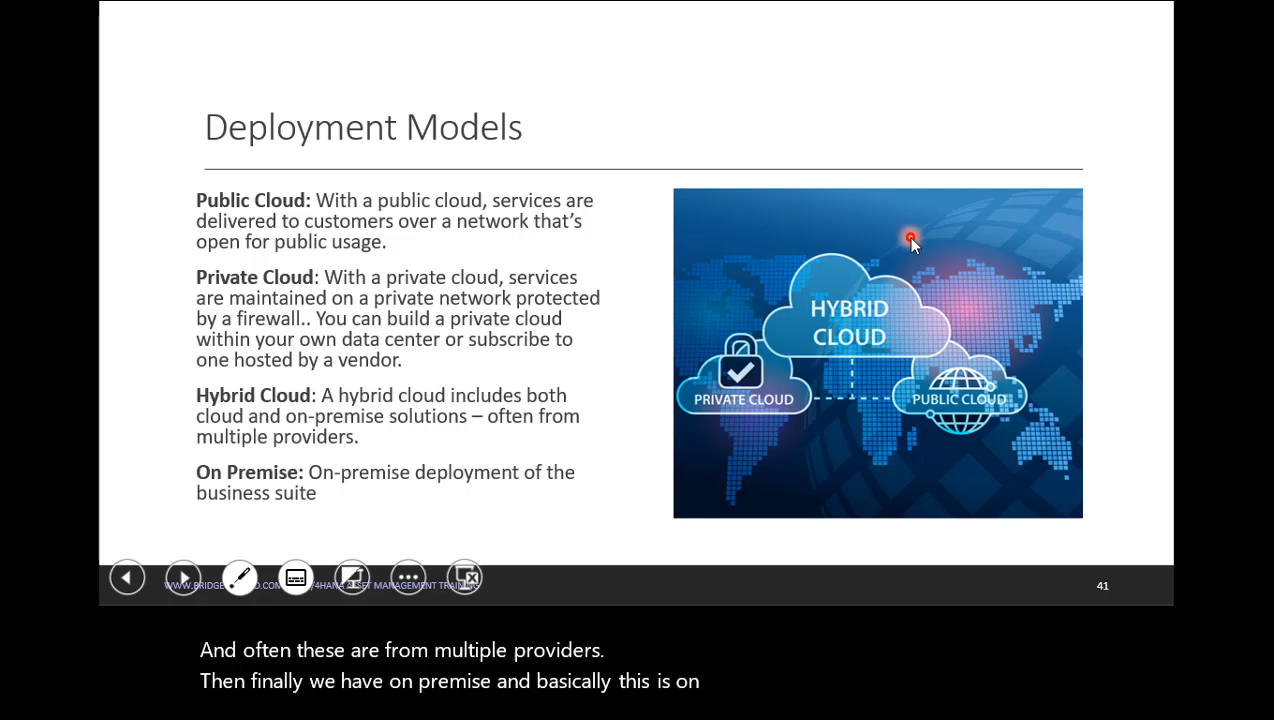 Deployment Models
Public Cloud: With a public cloud, services are
delivered to customers over a network that's
open for public usage.
Private Cloud: With a private cloud, services
are maintained on a private network protected
by a firewall.. You can build a private cloud
within your own data center or subscribe to
one hosted by a vendor.
Hybrid Cloud: A hybrid cloud includes both
cloud and on-premise solutions – often from
multiple providers.
On Premise: On-premise deployment of the
business suite
HYBRID
CLOUD
PRIVATE CLOUD
PUBLIC CLOUD
ASSET MANAGEMENT
41
And often these are from multiple providers.
Then finally we have on premise and basically this is on